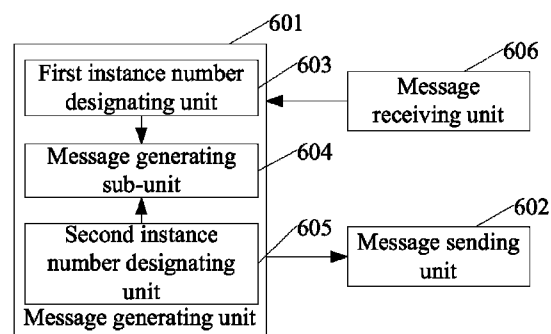 601
First instance number
designating unit
603
606
Message
receiving unit
Message generating
sub-unit
604
602
Second instance
number designating
unit
605
Message sending
unit
Message generating unit